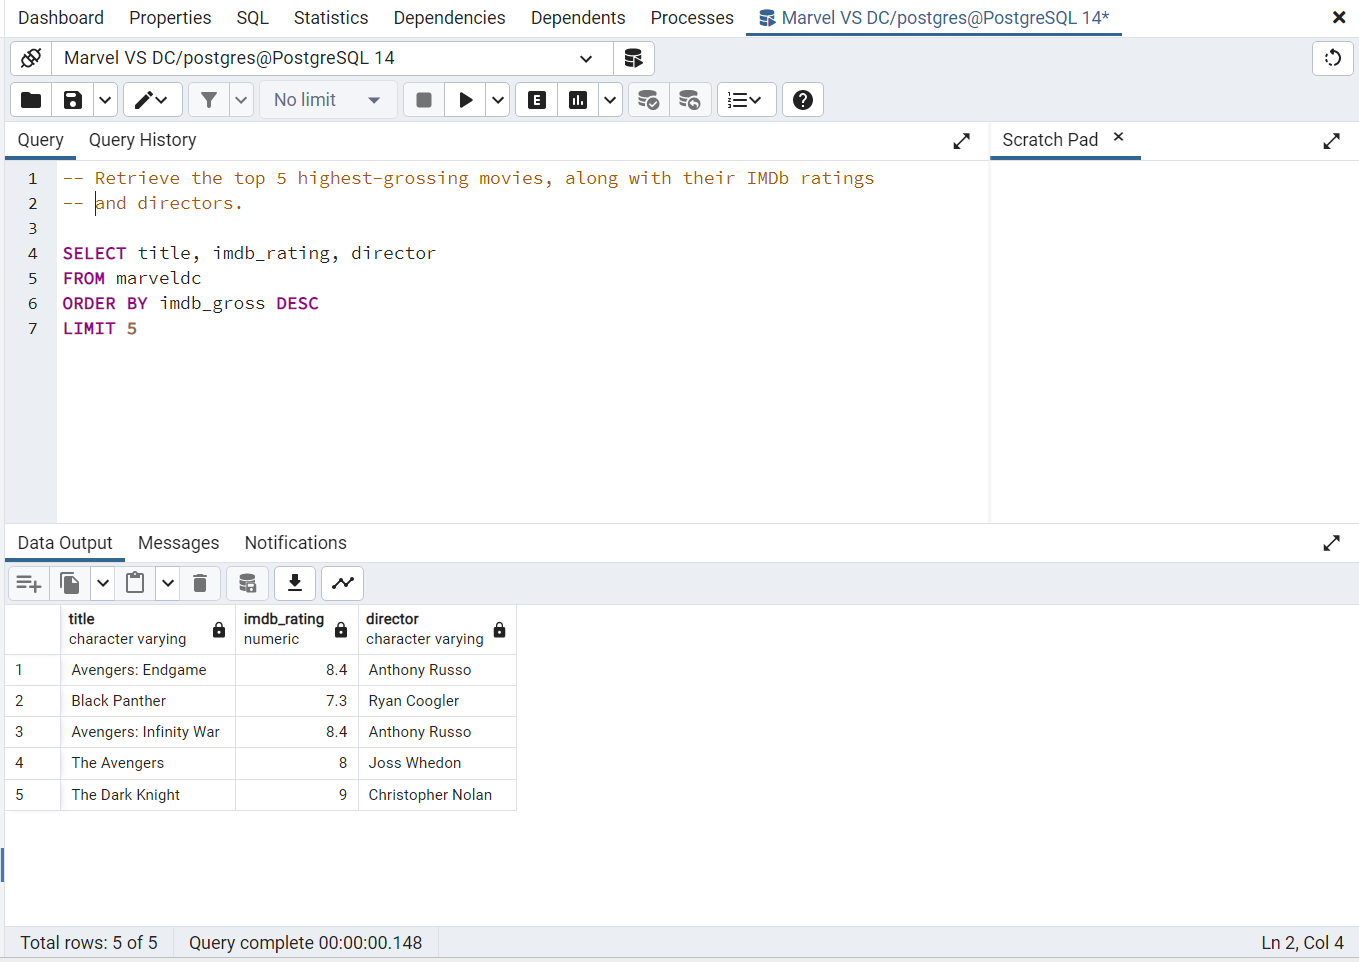 Dashboard Properties SQL Statistics Dependencies Dependents Processes Marvel VS DC/postgres@PostgreSQL 14*
Marvel VS DC/postgres@PostgreSQL 14
No limit E
Query Query History Scratch Pad
1 -- Retrieve the top 5 highest-grossing movies, along with their IMDb ratings
2 -- and directors.
3
4 SELECT title, imdb_rating, director
5 FROM marveldc
6 ORDER BY imdb_gross DESC
7 LIMIT 5
Data Output Messages Notifications
title imdb_rating director
character varying numeric character varying
1 Avengers: Endgame 8.4 Anthony Russo
2 Black Panther 7.3 Ryan Coogler
3 Avengers: Infinity War 8.4 Anthony Russo
4 The Avengers 8 Joss Whedon
5 The Dark Knight 9 Christopher Nolan
Total rows: 5 of 5 Query complete 00:00:00.148 Ln 2, Col 4